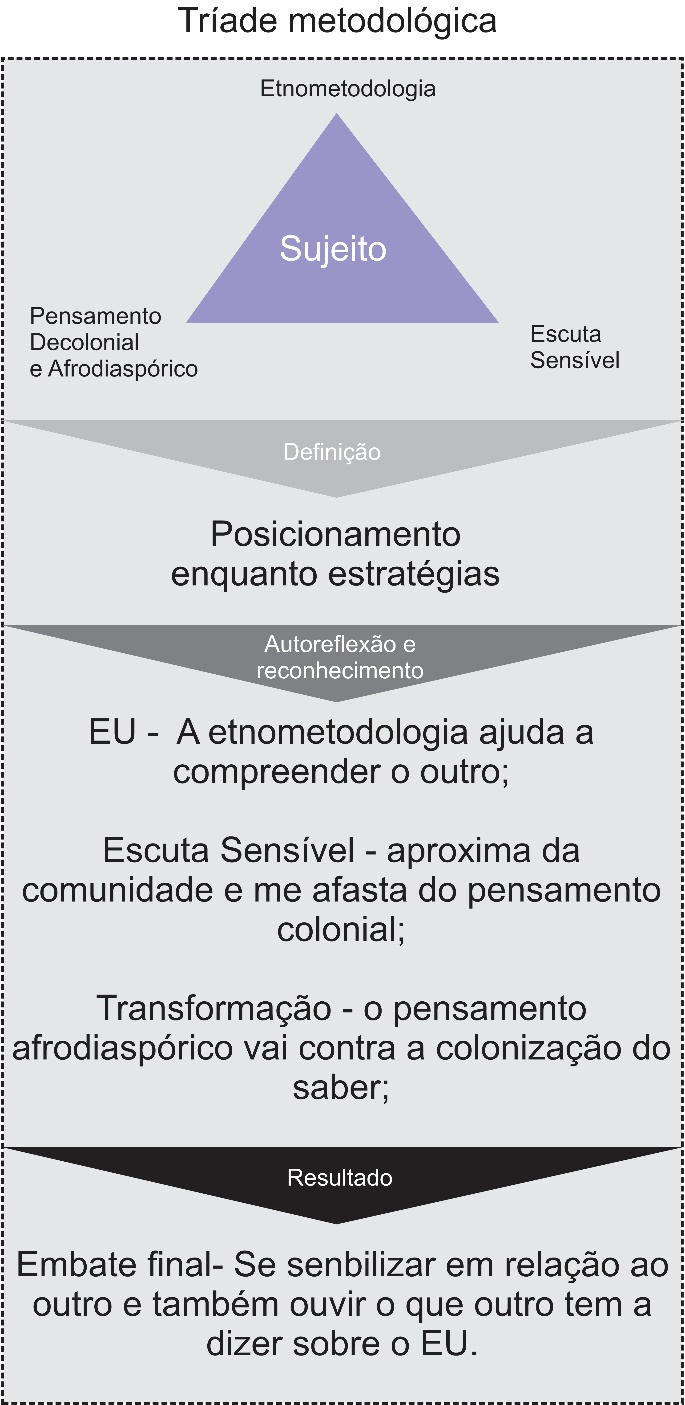 Tríade metodológica
Etnometodologia
Sujeito
Pensamento
Decolonial
e Afrodiaspórico
Escuta
Sensível
Definição
Posicionamento
enquanto estratégias
Autoreflexão e
reconhecimento
EU - A etnometodologia ajuda a
compreender o outro;
Escuta Sensível - aproxima da
comunidade e me afasta do pensamento
colonial;
Transformação - o pensamento
afrodiaspórico vai contra a colonização do
saber;
Resultado
Embate final- Se senbilizar em relação ao
outro e também ouvir o que outro tem a
dizer sobre o EU.